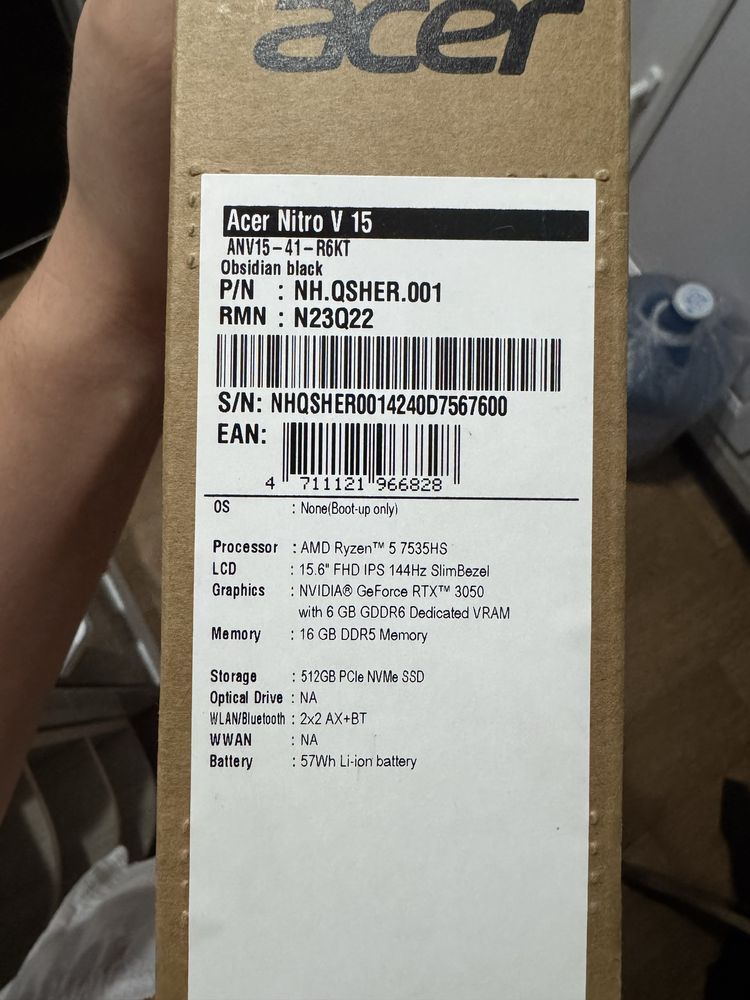 acer
Acer Nitro V 15
ANV15-41-R6KT
Obsidian black
P/N : NH.QSHER.001
RMN : N23Q22
S/N: NHQSHER0014240D7567600
EAN:
4 711121 966828
OS : None(Boot-up only)
Processor : AMD Ryzen™ 5 7535HS
LCD : 15.6" FHD IPS 144Hz SlimBezel
Graphics : NVIDIA® GeForce RTX™ 3050
with 6 GB GDDR6 Dedicated VRAM
Memory : 16 GB DDR5 Memory
Storage : 512GB PCIe NVMe SSD
Optical Drive : NA
WLAN/Bluetooth : 2x2 AX+BT
WWAN : NA
Battery : 57Wh Li-ion battery